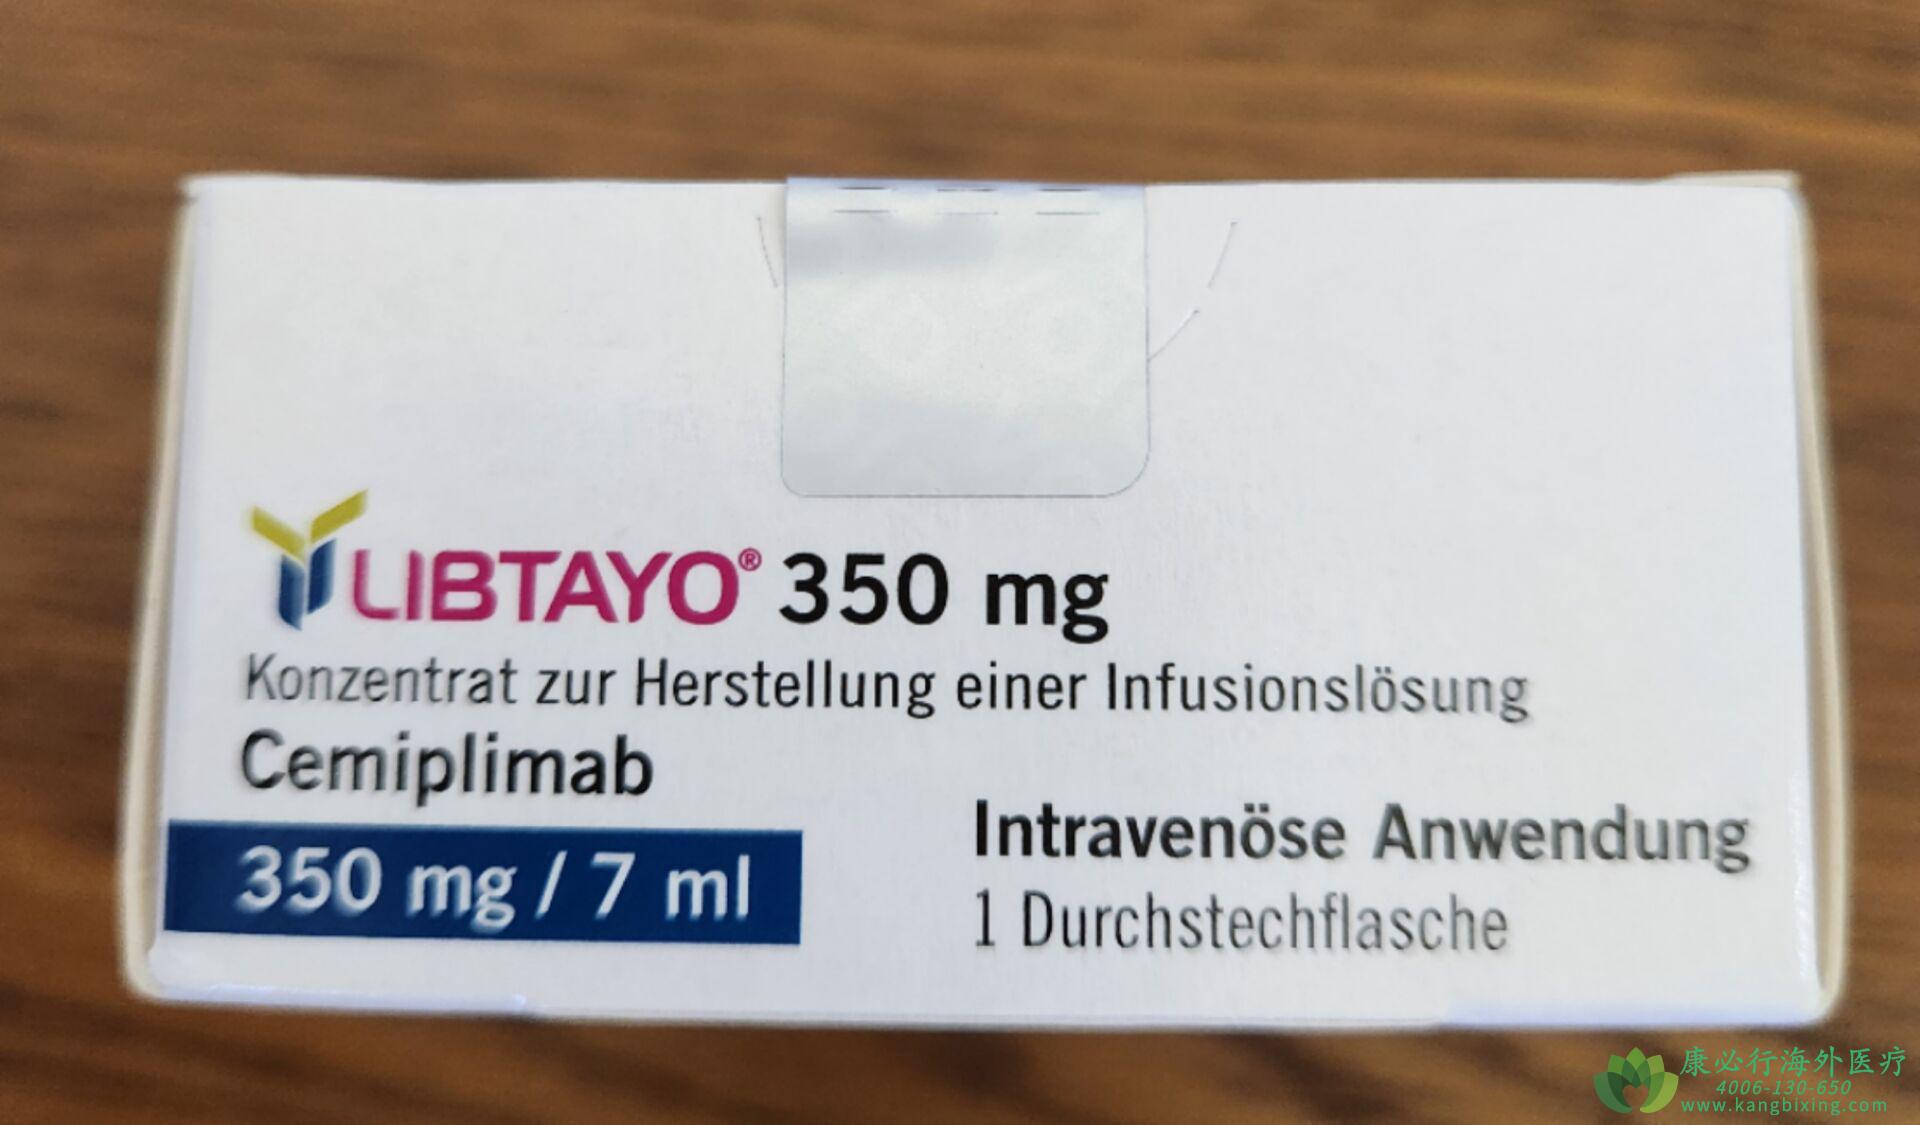 LIBTAYO® 350 mg
Konzentrat zur Herstellung einer Infusionslösung
Cemiplimab
350 mg / 7 ml
Intravenöse Anwendung
1 Durchstechflasche
康必行海外医疗
4006-130-650
www.kangbixing.com